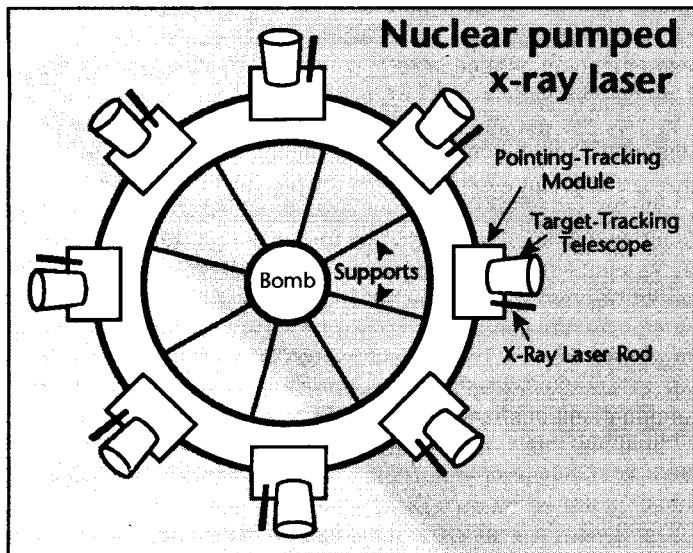 Nuclear pumped
x-ray laser
Pointing-Tracking
Module
Target-Tracking
Telescope
Bomb
Supports
X-Ray Laser Rod